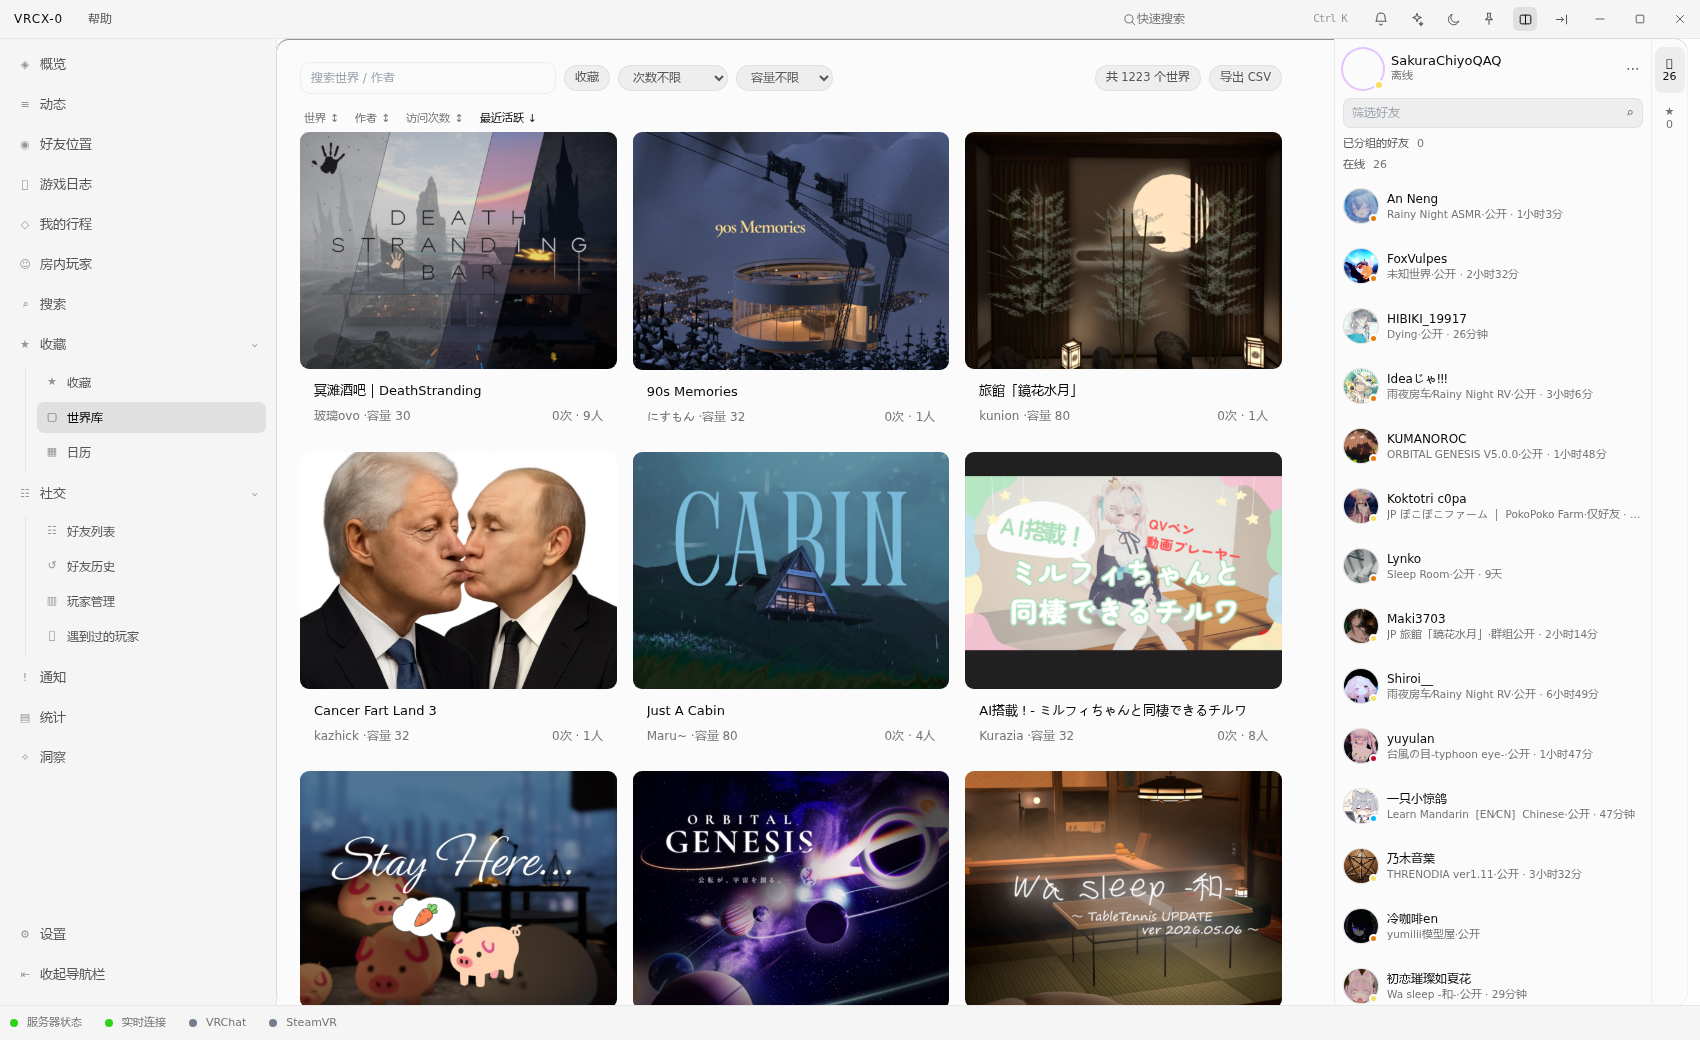 VRCX-0
帮助
快速搜索
Ctrl K
概览
动态
好友位置
游戏日志
我的行程
房内玩家
搜索
收藏
收藏
世界库
日历
社交
好友列表
好友历史
玩家管理
遇到过的玩家
通知
统计
洞察
设置
收起导航栏
搜索世界 / 作者
收藏
次数不限
容量不限
共 1223 个世界
导出 CSV
世界 ↕
作者 ↕
访问次数 ↕
最近活跃 ↓
DEATH
STRANDING
BAR
冥滩酒吧 | DeathStranding
玻璃ovo ·容量 30
0次 · 9人
90s Memories
90s Memories
にすもん ·容量 32
0次 · 1人
旅館「鏡花水月」
kunion ·容量 80
0次 · 1人
Cancer Fart Land 3
kazhick ·容量 32
0次 · 1人
CABIN
Just A Cabin
Maru~ ·容量 80
0次 · 4人
AI搭載！
QVペン
動画プレーヤー
ミルフィちゃんと
同棲できるチルワ
AI搭載！- ミルフィちゃんと同棲できるチルワ
Kurazia ·容量 32
0次 · 8人
Stay Here...
ORBITAL
GENESIS
公転が、宇宙を創る。
Wa sleep -和-
～ TableTennis UPDATE
ver 2026.05.06 ～
SakuraChiyoQAQ
离线
26
0
筛选好友
已分组的好友 0
在线 26
An Neng
Rainy Night ASMR·公开 · 1小时3分
FoxVulpes
未知世界·公开 · 2小时32分
HIBIKI_19917
Dying·公开 · 26分钟
Ideaじゃ!!!
雨夜房车⁄Rainy Night RV·公开 · 3小时6分
KUMANOROC
ORBITAL GENESIS V5.0.0·公开 · 1小时48分
Koktotri c0pa
JP ぽこぽこファーム ｜ PokoPoko Farm·仅好友 · …
Lynko
Sleep Room·公开 · 9天
Maki3703
JP 旅館「鏡花水月」·群组公开 · 2小时14分
Shiroi__
雨夜房车⁄Rainy Night RV·公开 · 6小时49分
yuyulan
台風の目-typhoon eye-·公开 · 1小时47分
一只小惊鸽
Learn Mandarin［EN⁄CN］Chinese·公开 · 47分钟
乃木音葉
THRENODIA ver1.11·公开 · 3小时32分
冷咖啡en
yumilii模型屋·公开
初恋璀璨如夏花
Wa sleep -和-·公开 · 29分钟
服务器状态
实时连接
VRChat
SteamVR